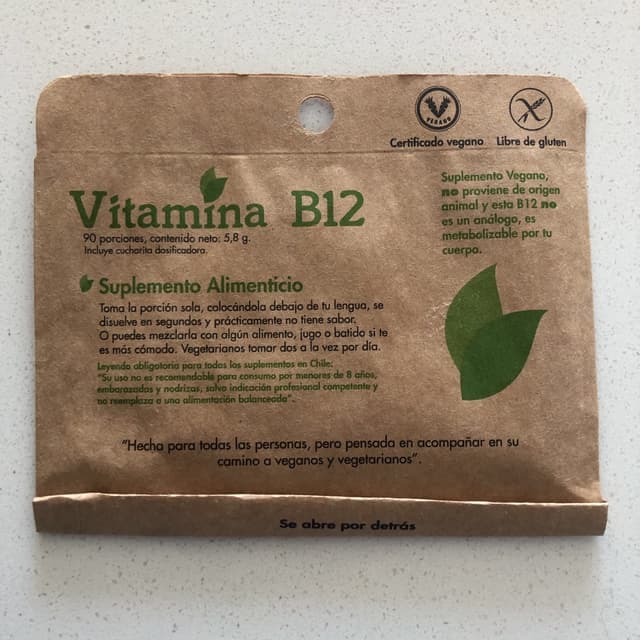 VEGANO
Certificado vegano
Libre de gluten
Vitamina B12
90 porciones, contenido neto: 5,8 g.
Incluye cucharita dosificadora.
Suplemento Vegano,
no proviene de origen
animal y esta B12 no
es un análogo, es
metabolizable por tu
cuerpo.
Suplemento Alimenticio
Toma la porción sola, colocándola debajo de tu lengua, se
disuelve en segundos y prácticamente no tiene sabor.
O puedes mezclarla con algún alimento, jugo o batido si te
es más cómodo. Vegetarianos tomar dos a la vez por día.
Leyenda obligatoria para todos los suplementos en Chile:
"Su uso no es recomendable para consumo por menores de 8 años,
embarazadas y nodrizas, salvo indicación profesional competente y
no reemplaza a una alimentación balanceada".
"Hecha para todas las personas, pero pensada en acompañar en su
camino a veganos y vegetarianos".
Se abre por detrás